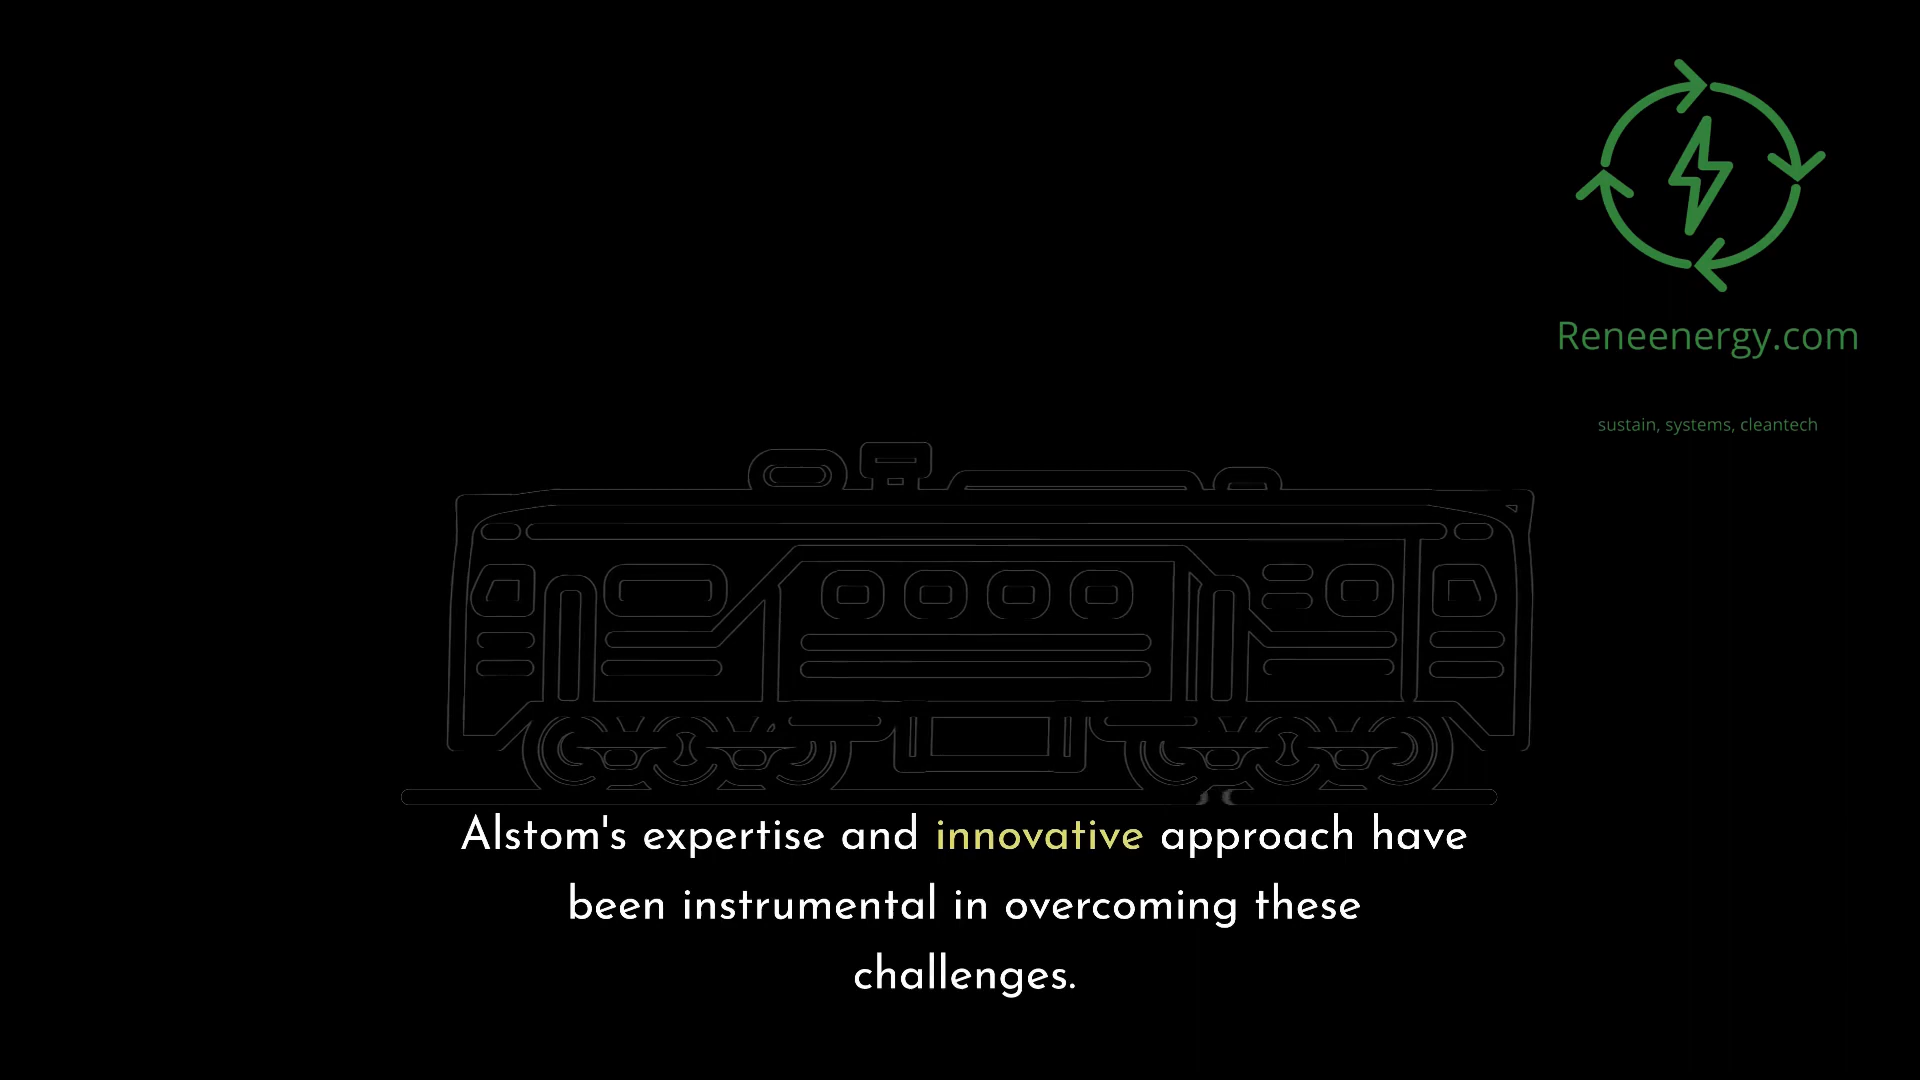 Reneenergy.com
sustain, systems, cleantech
Alstom's expertise and innovative approach have
been instrumental in overcoming these
challenges.